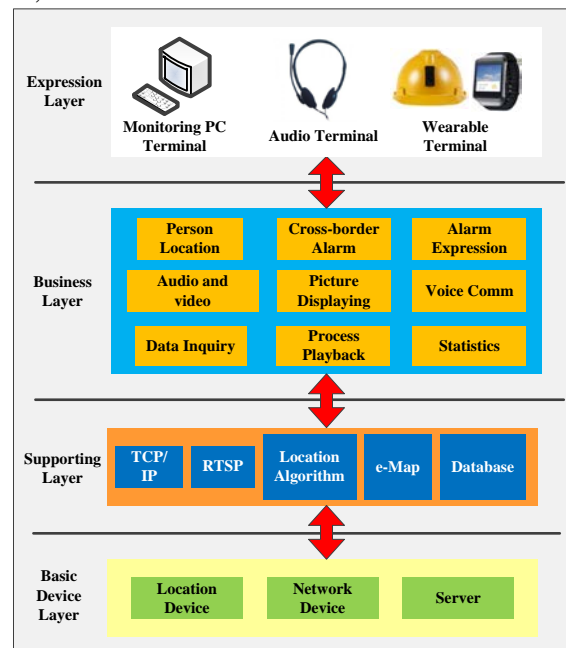 Expression
Layer
Monitoring PC
Terminal
Audio Terminal
Wearable
Terminal
Business
Layer
Person
Location
Cross-border
Alarm
Alarm
Expression
Audio and
video
Picture
Displaying
Voice Comm
Data Inquiry
Process
Playback
Statistics
Supporting
Layer
TCP/
IP
RTSP
Location
Algorithm
e-Map
Database
Basic
Device
Layer
Location
Device
Network
Device
Server